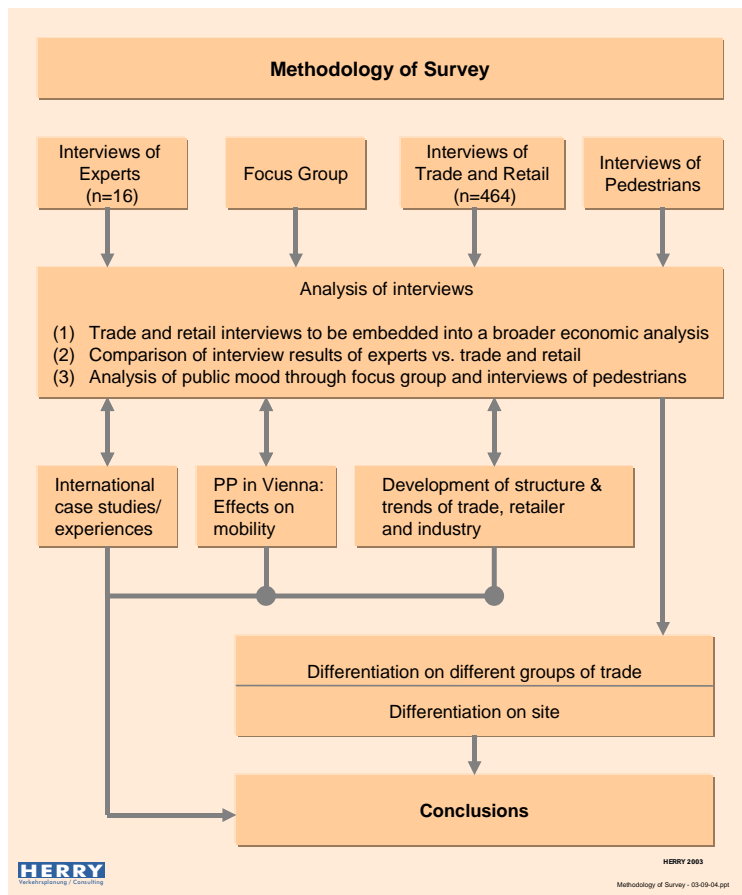 Methodology of Survey
Interviews of
Experts
(n=16)
Focus Group
Interviews of
Trade and Retail
(n=464)
Interviews of
Pedestrians
Analysis of interviews
(1) Trade and retail interviews to be embedded into a broader economic analysis
(2) Comparison of interview results of experts vs. trade and retail
(3) Analysis of public mood through focus group and interviews of pedestrians
International
case studies/
experiences
PP in Vienna:
Effects on
mobility
Development of structure &
trends of trade, retailer
and industry
Differentiation on different groups of trade
Differentiation on site
Conclusions
HERRY
Verkehrsplanung / Consulting
HERRY 2003
Methodology of Survey - 03-09-04.ppt